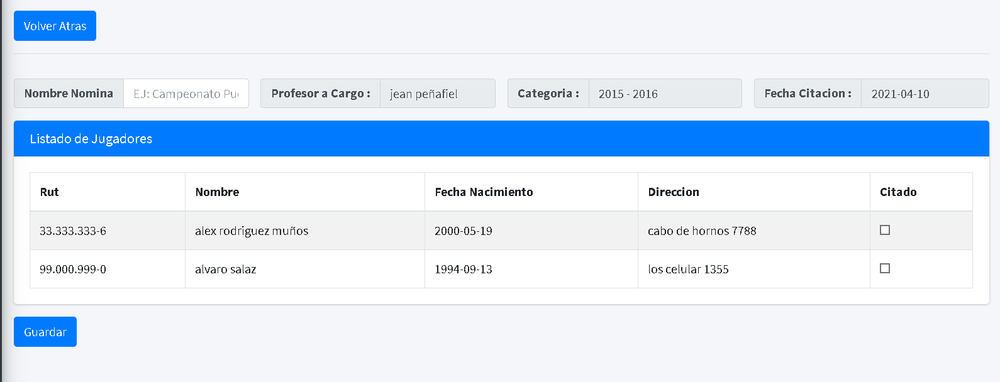 Volver Atras
Nombre Nomina EJ: Campeonato Pu Profesor a Cargo : jean peñafiel Categoria : 2015 - 2016 Fecha Citacion : 2021-04-10
Listado de Jugadores
Rut Nombre Fecha Nacimiento Direccion Citado
33.333.333-6 alex rodriguez muños 2000-05-19 cabo de hornos 7788
99.000.999-0 alvaro salaz 1994-09-13 los celular 1355
Guardar